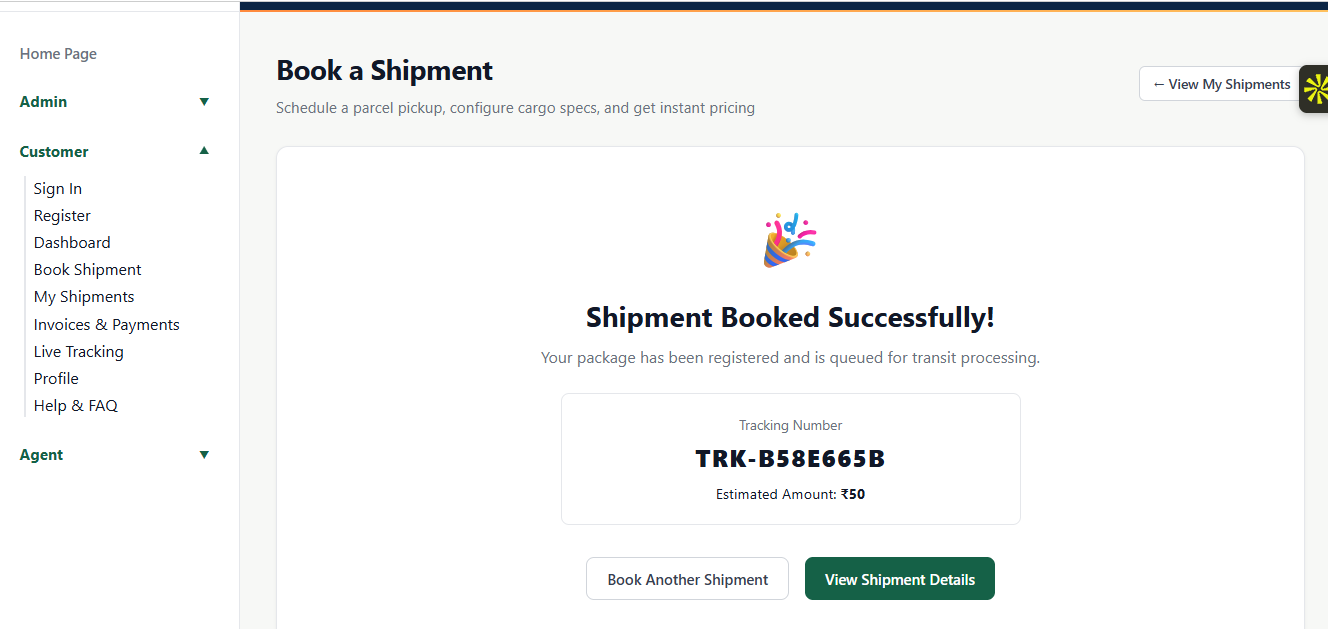 Home Page
Admin ▼
Customer ▲
Sign In
Register
Dashboard
Book Shipment
My Shipments
Invoices & Payments
Live Tracking
Profile
Help & FAQ
Agent ▼
Book a Shipment
Schedule a parcel pickup, configure cargo specs, and get instant pricing
← View My Shipments
Shipment Booked Successfully!
Your package has been registered and is queued for transit processing.
Tracking Number
TRK-B58E665B
Estimated Amount: ₹50
Book Another Shipment
View Shipment Details